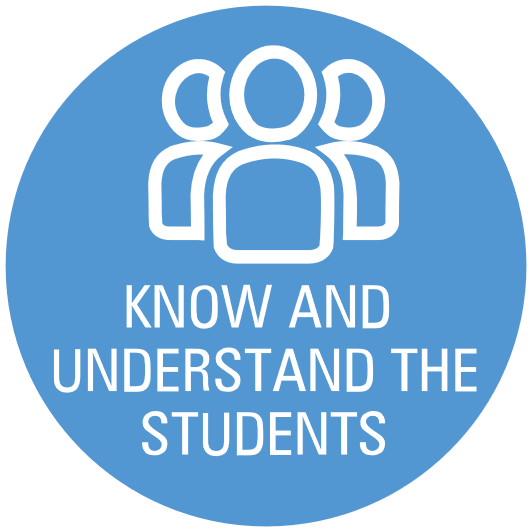 KNOW AND
UNDERSTAND THE
STUDENTS